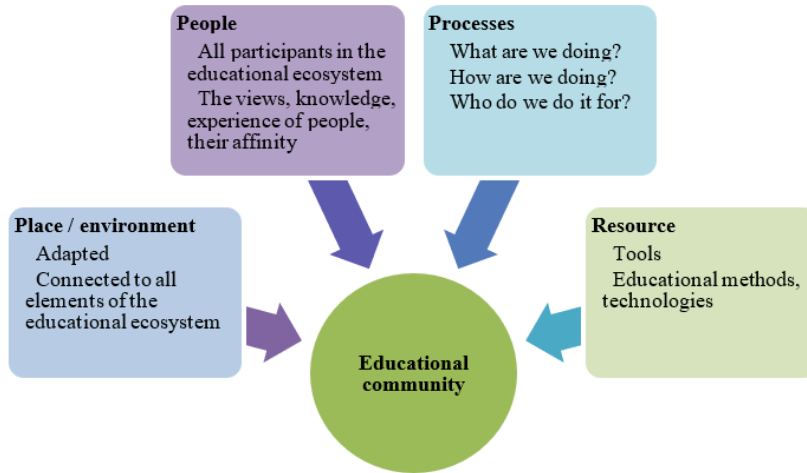 People
All participants in the
educational ecosystem
The views, knowledge,
experience of people,
their affinity
Processes
What are we doing?
How are we doing?
Who do we do it for?
Place / environment
Adapted
Connected to all
elements of the
educational ecosystem
Resource
Tools
Educational methods,
technologies
Educational
community